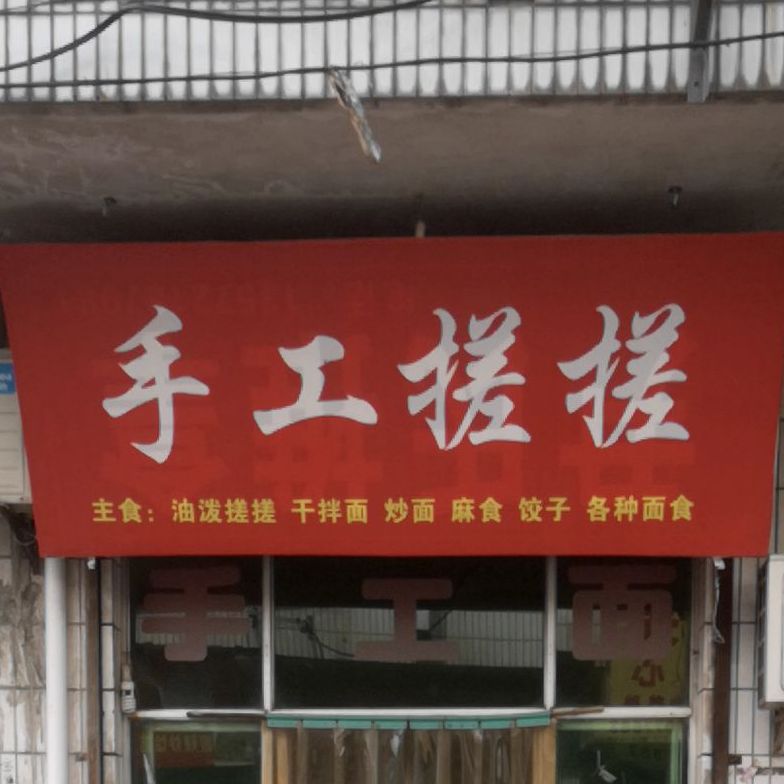 手工搓搓
主食：油泼搓搓 干拌面 炒面 麻食 饺子 各种面食
手工面